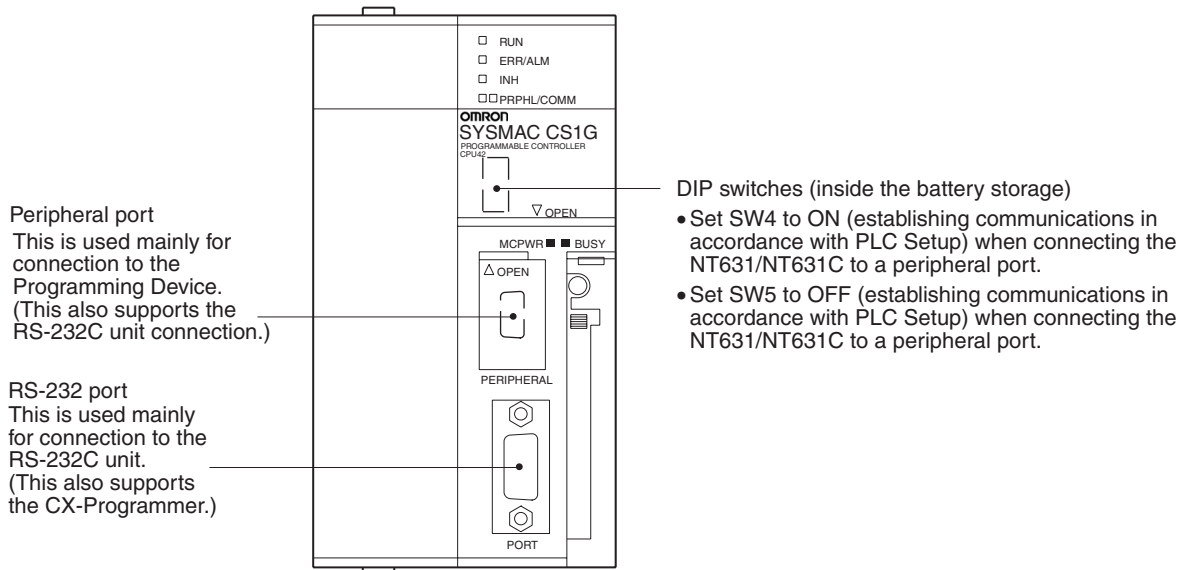 RUN
ERR/ALM
INH
PRPHL/COMM
OMRON
SYSMAC CS1G
PROGRAMMABLE CONTROLLER
CPU42
OPEN
MCPWR BUSY
OPEN
PERIPHERAL
PORT
Peripheral port
This is used mainly for
connection to the
Programming Device.
(This also supports the
RS-232C unit connection.)
RS-232 port
This is used mainly
for connection to the
RS-232C unit.
(This also supports
the CX-Programmer.)
DIP switches (inside the battery storage)
• Set SW4 to ON (establishing communications in
accordance with PLC Setup) when connecting the
NT631/NT631C to a peripheral port.
• Set SW5 to OFF (establishing communications in
accordance with PLC Setup) when connecting the
NT631/NT631C to a peripheral port.